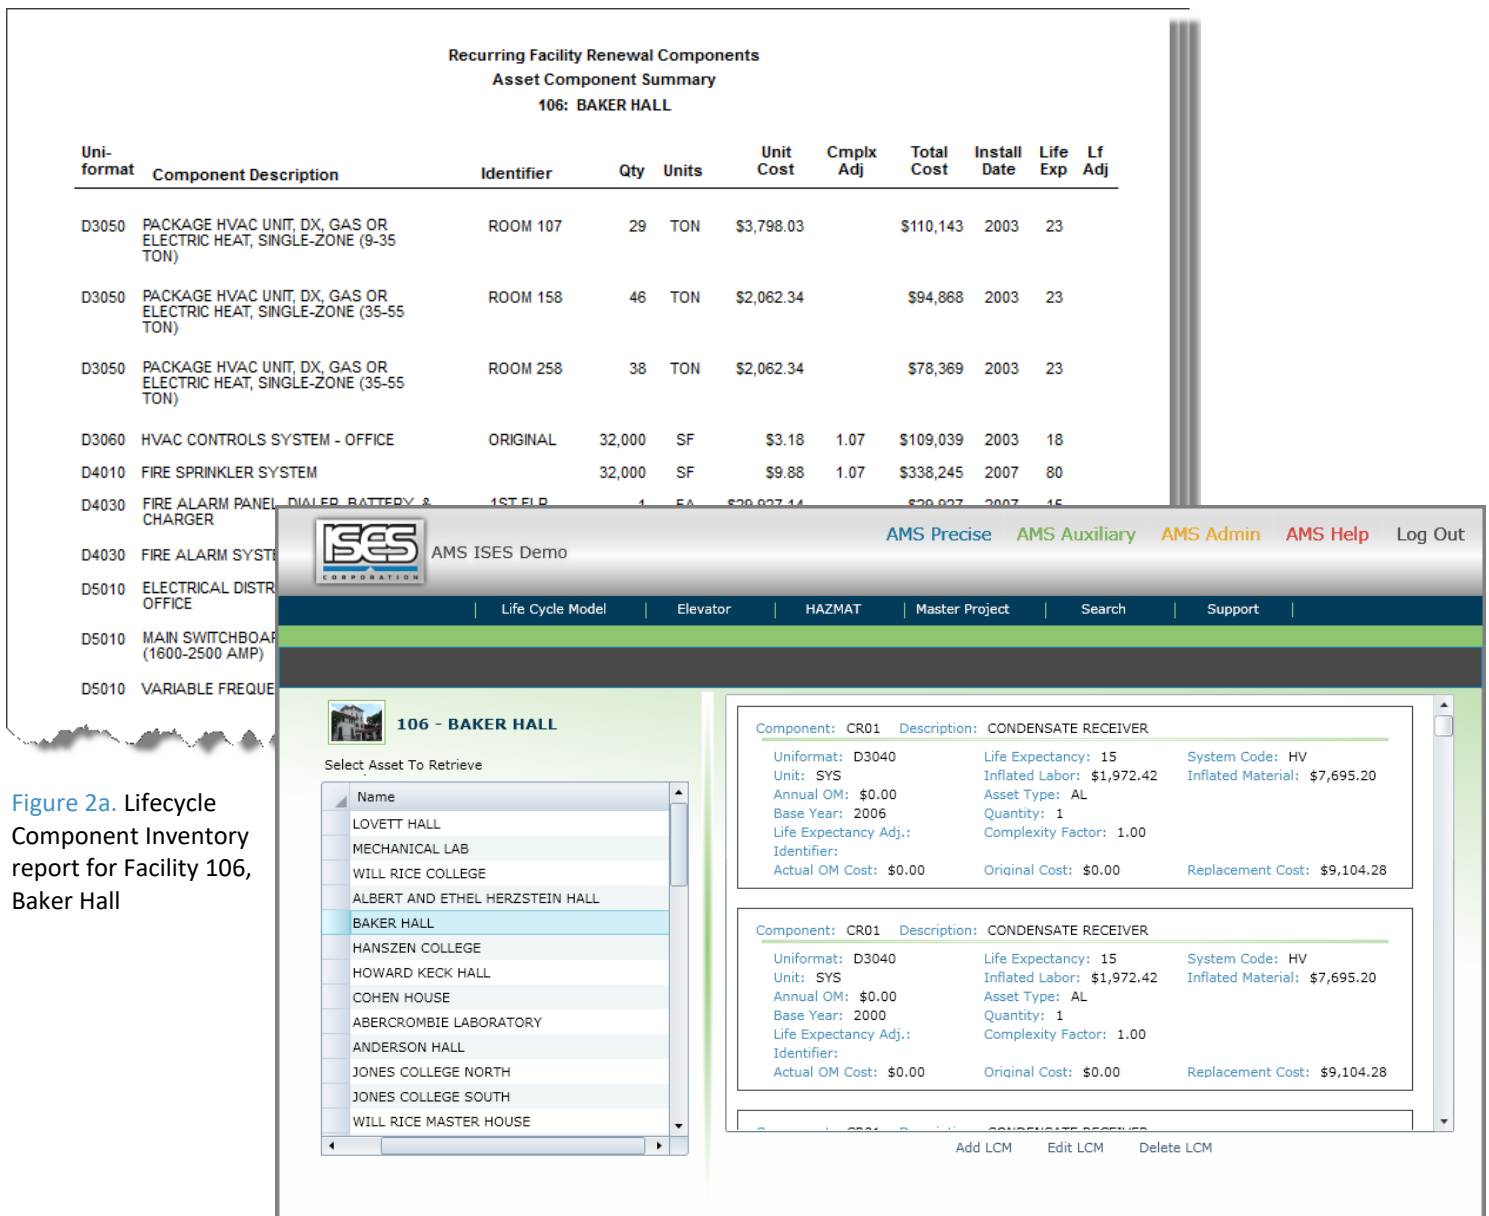 Recurring Facility Renewal Components
Asset Component Summary
106: BAKER HALL
Uni-
format Component Description Identifier Qty Units Unit Cost Cmplx Adj Total Cost Install Date Life Exp Lf Adj
D3050 PACKAGE HVAC UNIT, DX, GAS OR ROOM 107 29 TON $3,798.03 $110,143 2003 23
ELECTRIC HEAT, SINGLE-ZONE (9-35
TON)
D3050 PACKAGE HVAC UNIT, DX, GAS OR ROOM 158 46 TON $2,062.34 $94,868 2003 23
ELECTRIC HEAT, SINGLE-ZONE (35-55
TON)
D3050 PACKAGE HVAC UNIT, DX, GAS OR ROOM 258 38 TON $2,062.34 $78,369 2003 23
ELECTRIC HEAT, SINGLE-ZONE (35-55
TON)
D3060 HVAC CONTROLS SYSTEM - OFFICE ORIGINAL 32,000 SF $3.18 1.07 $109,039 2003 18
D4010 FIRE SPRINKLER SYSTEM 32,000 SF $9.88 1.07 $338,245 2007 80
D4030 FIRE ALARM PANEL, DIALER, BATTERY, & 1ST FLR 1 EA $29,927.14 $29,927 2007 15
CHARGER
D4030 FIRE ALARM SYSTE
D5010 ELECTRICAL DISTR
OFFICE
D5010 MAIN SWITCHBOAR
(1600-2500 AMP)
D5010 VARIABLE FREQUE
Figure 2a. Lifecycle
Component Inventory
report for Facility 106,
Baker Hall
ISES
CORPORATION
AMS ISES Demo
AMS Precise AMS Auxiliary AMS Admin AMS Help Log Out
Life Cycle Model | Elevator | HAZMAT | Master Project | Search | Support
106 - BAKER HALL
Select Asset To Retrieve
Name
LOVETT HALL
MECHANICAL LAB
WILL RICE COLLEGE
ALBERT AND ETHEL HERZSTEIN HALL
BAKER HALL
HANSZEN COLLEGE
HOWARD KECK HALL
COHEN HOUSE
ABERCROMBIE LABORATORY
ANDERSON HALL
JONES COLLEGE NORTH
JONES COLLEGE SOUTH
WILL RICE MASTER HOUSE
Component: CR01 Description: CONDENSATE RECEIVER
Uniformat: D3040 Life Expectancy: 15 System Code: HV
Unit: SYS Inflated Labor: $1,972.42 Inflated Material: $7,695.20
Annual OM: $0.00 Asset Type: AL
Base Year: 2006 Quantity: 1
Life Expectancy Adj.: Complexity Factor: 1.00
Identifier:
Actual OM Cost: $0.00 Original Cost: $0.00 Replacement Cost: $9,104.28
Component: CR01 Description: CONDENSATE RECEIVER
Uniformat: D3040 Life Expectancy: 15 System Code: HV
Unit: SYS Inflated Labor: $1,972.42 Inflated Material: $7,695.20
Annual OM: $0.00 Asset Type: AL
Base Year: 2000 Quantity: 1
Life Expectancy Adj.: Complexity Factor: 1.00
Identifier:
Actual OM Cost: $0.00 Original Cost: $0.00 Replacement Cost: $9,104.28
Component: CR01 Description: CONDENSATE RECEIVER
Add LCM Edit LCM Delete LCM